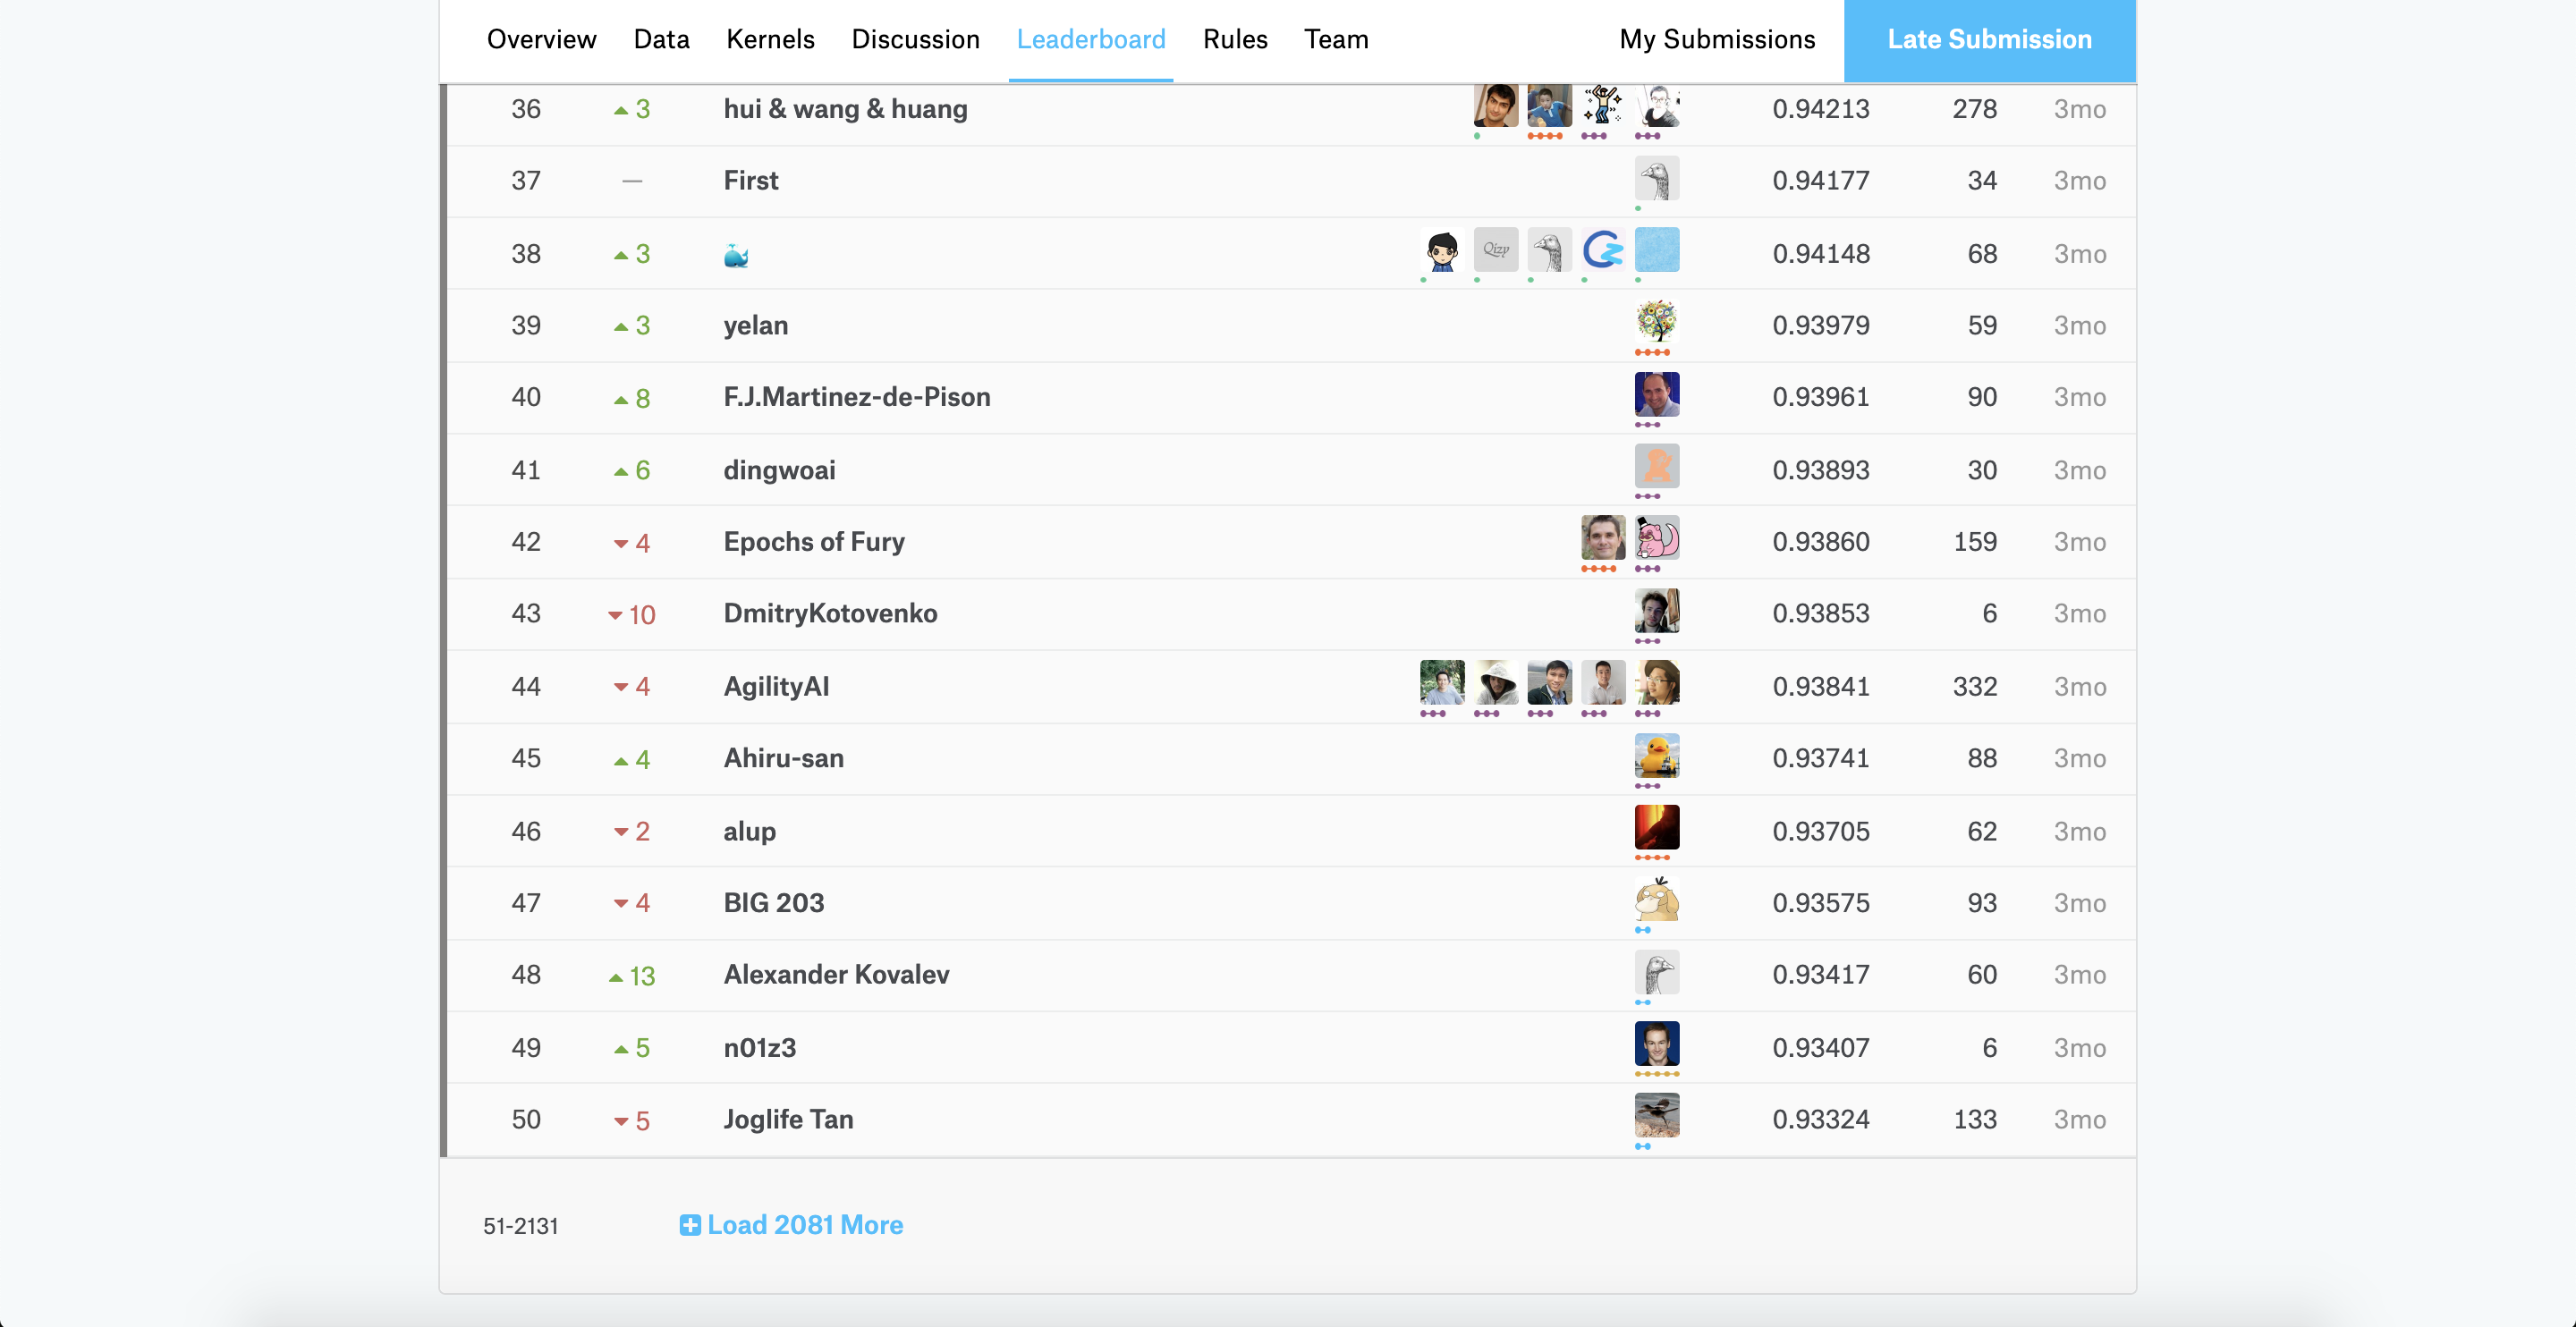 Overview Data Kernels Discussion Leaderboard Rules Team My Submissions Late Submission
36 ▲ 3 hui & wang & huang 0.94213 278 3mo
37 — First 0.94177 34 3mo
38 ▲ 3 🐳 Qizy 0.94148 68 3mo
39 ▲ 3 yelan 0.93979 59 3mo
40 ▲ 8 F.J.Martinez-de-Pison 0.93961 90 3mo
41 ▲ 6 dingwoai 0.93893 30 3mo
42 ▼ 4 Epochs of Fury 0.93860 159 3mo
43 ▼ 10 DmitryKotovenko 0.93853 6 3mo
44 ▼ 4 AgilityAI 0.93841 332 3mo
45 ▲ 4 Ahiru-san 0.93741 88 3mo
46 ▼ 2 alup 0.93705 62 3mo
47 ▼ 4 BIG 203 0.93575 93 3mo
48 ▲ 13 Alexander Kovalev 0.93417 60 3mo
49 ▲ 5 n01z3 0.93407 6 3mo
50 ▼ 5 Joglife Tan 0.93324 133 3mo
51-2131 Load 2081 More